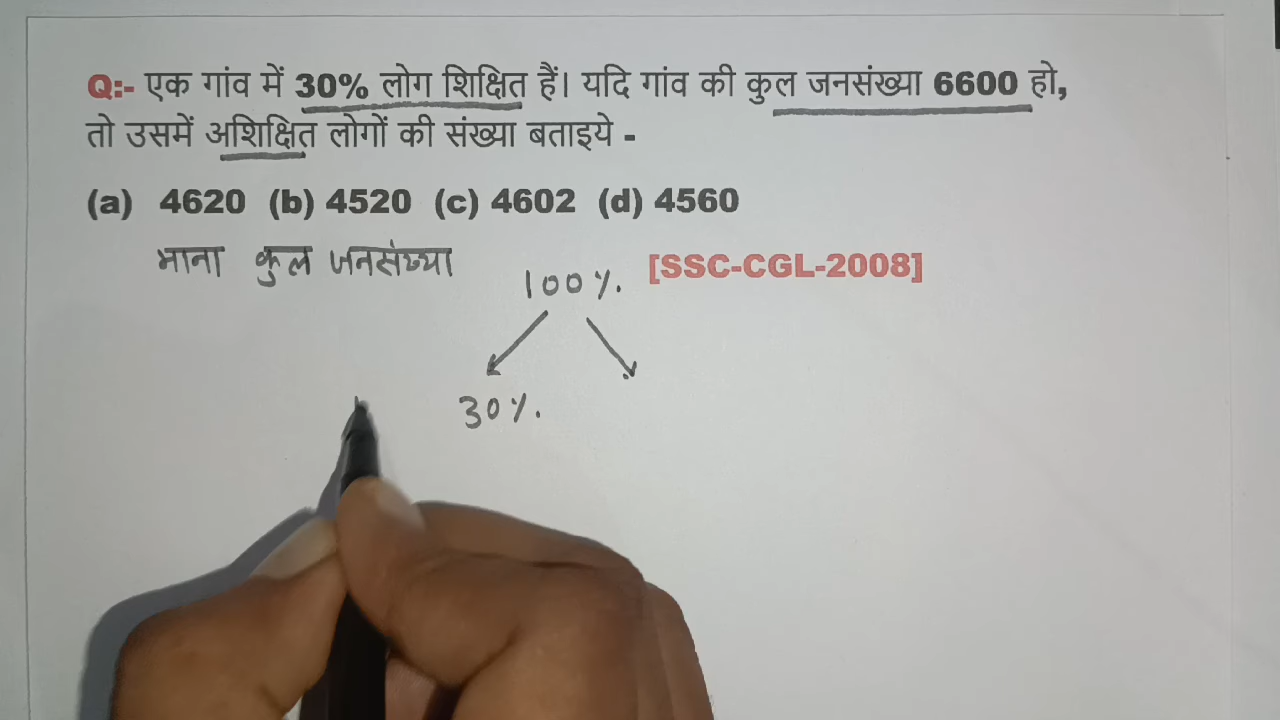 Q:- एक गांव में 30% लोग शिक्षित हैं। यदि गांव की कुल जनसंख्या 6600 हो,
तो उसमें अशिक्षित लोगों की संख्या बताइये -
(a) 4620 (b) 4520 (c) 4602 (d) 4560
माना कुल जनसंख्या
[SSC-CGL-2008]
100%.
30%.